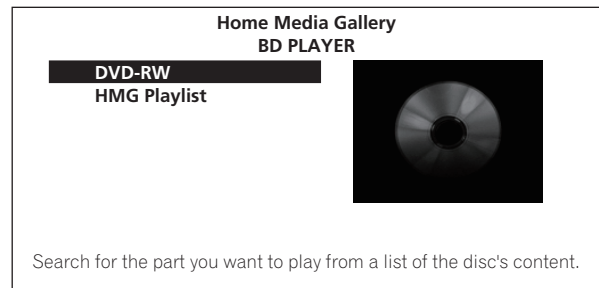 Home Media Gallery
BD PLAYER
DVD-RW
HMG Playlist
Search for the part you want to play from a list of the disc's content.